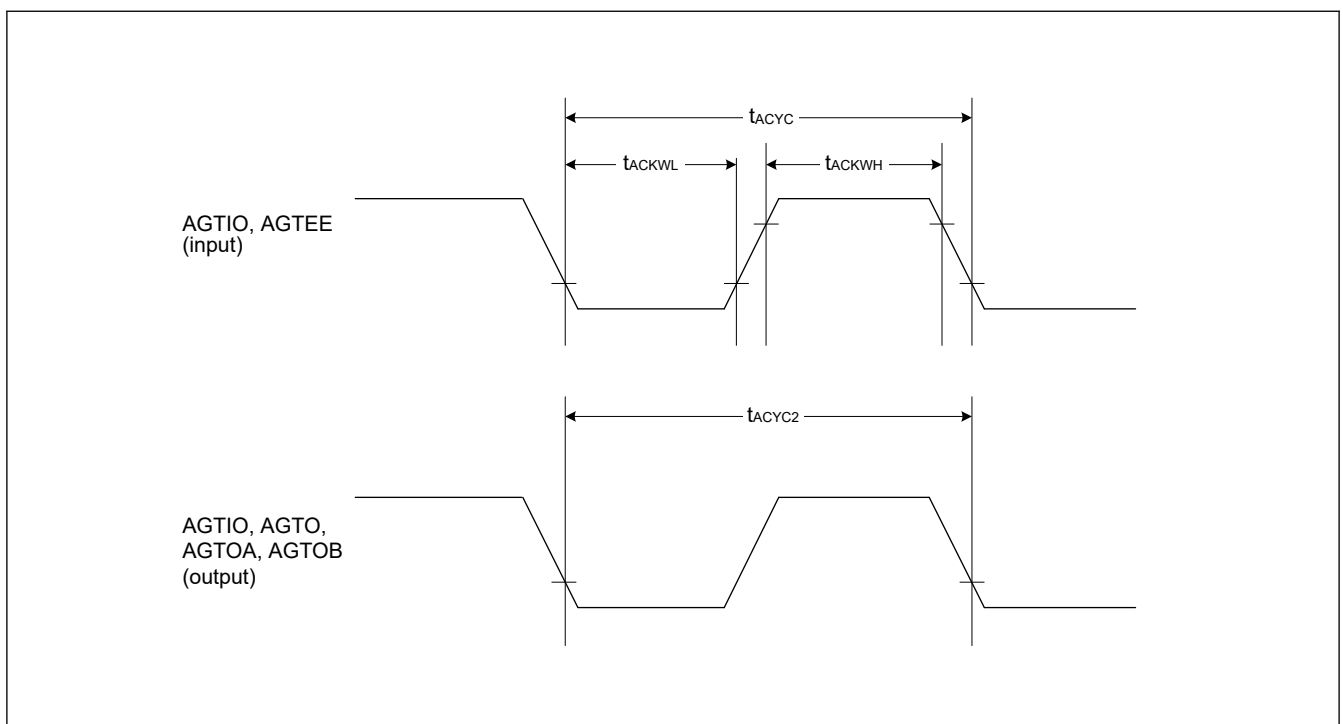 tACYC
tACKWL
tACKWH
AGTIO, AGTEE
(input)
tACYC2
AGTIO, AGTO,
AGTOA, AGTOB
(output)